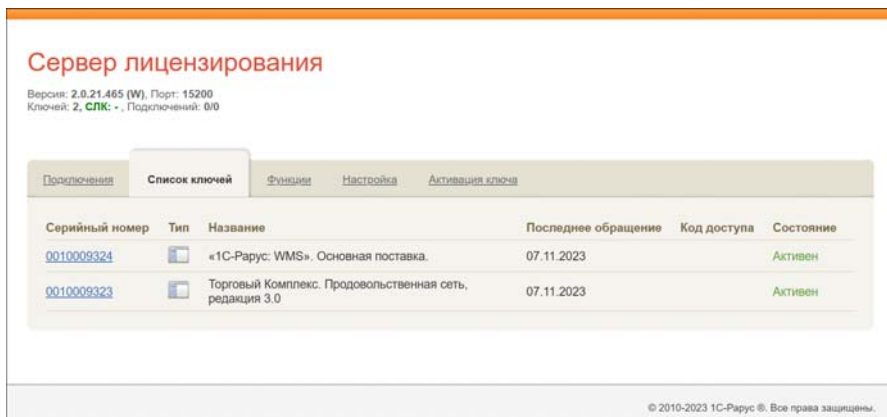 Сервер лицензирования
Версия: 2.0.21.465 (W), Порт: 15200
Ключей: 2, СЛК: - , Подключений: 0/0
Подключения Список ключей Функции Настройка Активация ключа
Серийный номер Тип Название Последнее обращение Код доступа Состояние
0010009324 «1С-Рарус: WMS». Основная поставка. 07.11.2023 Активен
0010009323 Торговый Комплекс. Продовольственная сеть, 07.11.2023 Активен
редакция 3.0
© 2010-2023 1С-Рарус ®. Все права защищены.